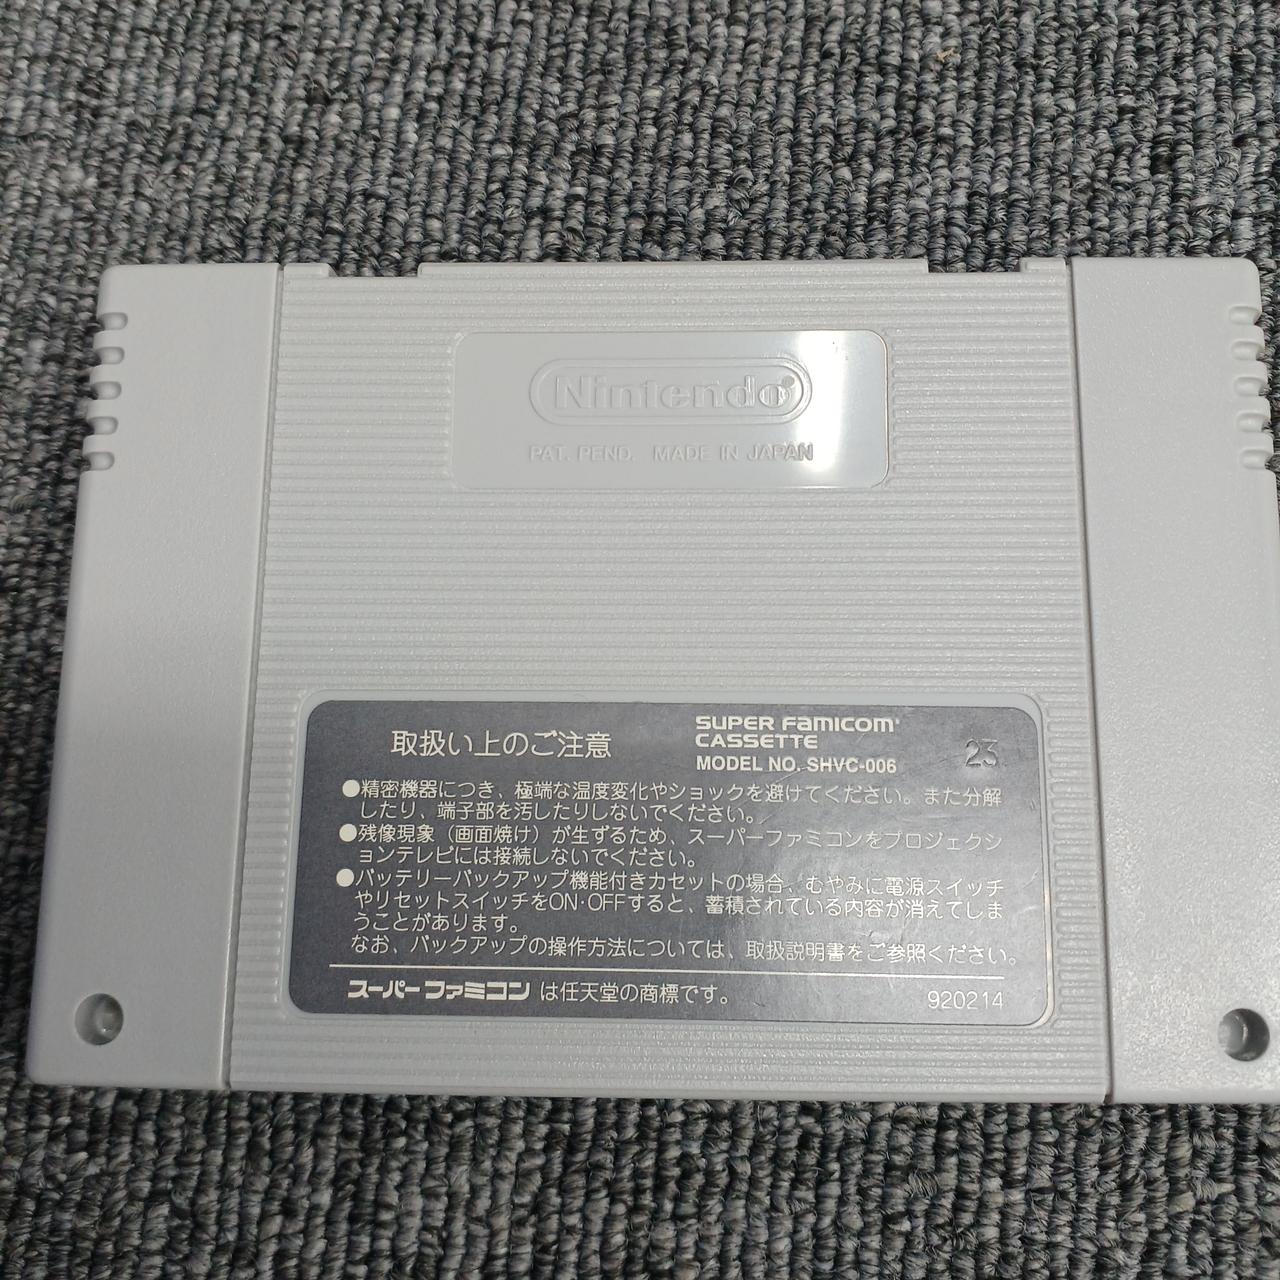 Nintendo
PAT. PEND. MADE IN JAPAN
取扱い上のご注意
SUPER FAMICOM
CASSETTE
MODEL NO. SHVC-006
23
●精密機器につき、極端な温度変化やショックを避けてください。また分解
したり、端子部を汚したりしないでください。
●残像現象（画面焼け）が生ずるため、スーパーファミコンをプロジェクシ
ョンテレビには接続しないでください。
●バッテリーバックアップ機能付きカセットの場合、むやみに電源スイッチ
やリセットスイッチをON・OFFすると、蓄積されている内容が消えてしま
うことがあります。
なお、バックアップの操作方法については、取扱説明書をご参照ください。
スーパーファミコンは任天堂の商標です。
920214